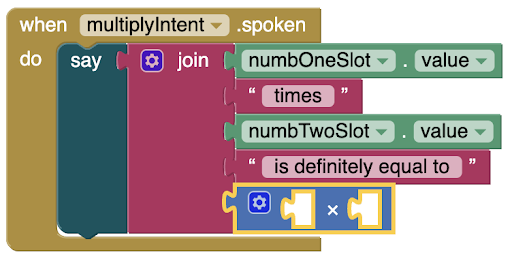 when multiplyIntent .spoken
do say join numbOneSlot . value
“ times ”
numbTwoSlot . value
“ is definitely equal to ”
×